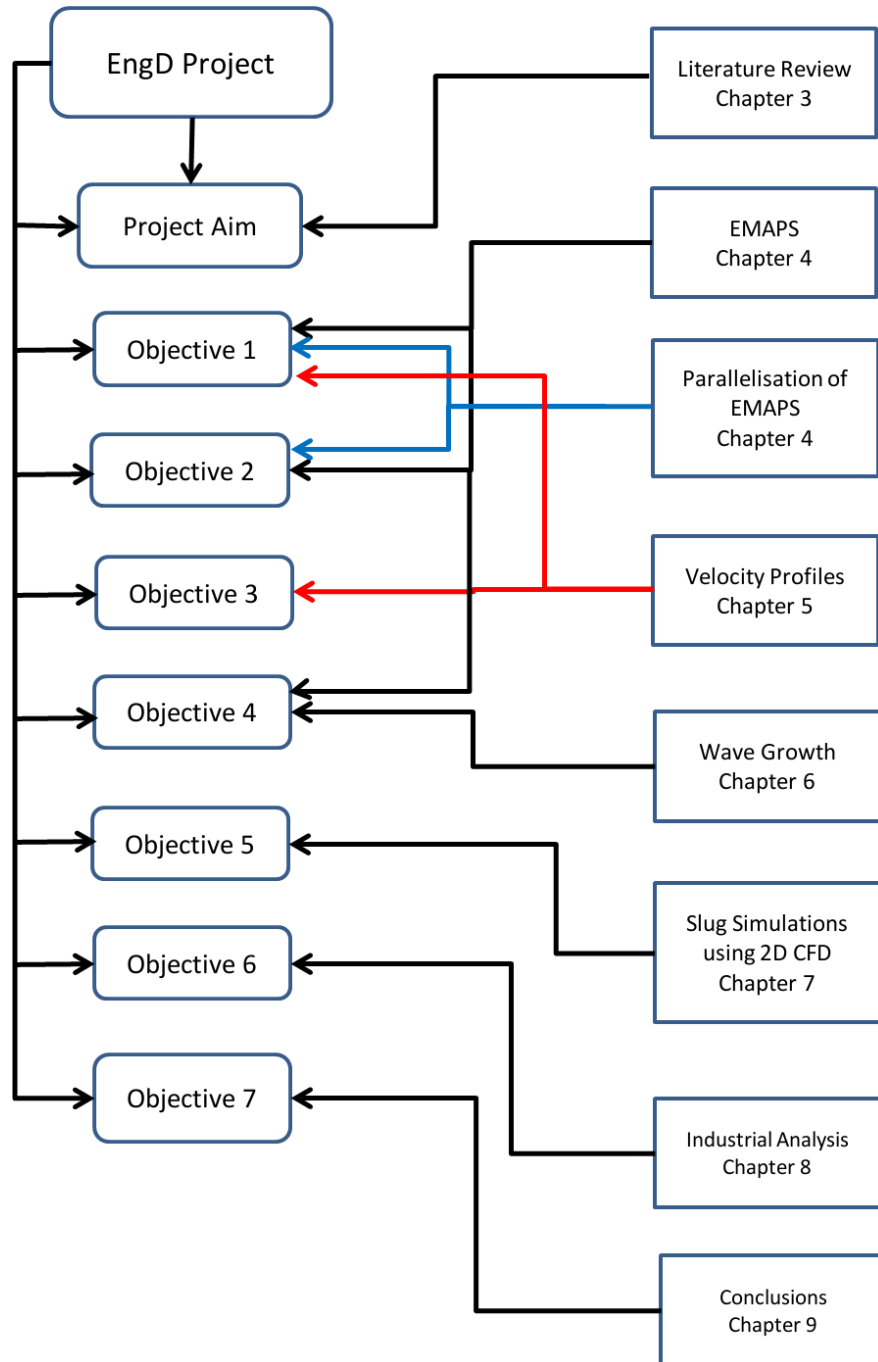 EngD Project
Project Aim
Objective 1
Objective 2
Objective 3
Objective 4
Objective 5
Objective 6
Objective 7
Literature Review
Chapter 3
EMAPS
Chapter 4
Parallelisation of
EMAPS
Chapter 4
Velocity Profiles
Chapter 5
Wave Growth
Chapter 6
Slug Simulations
using 2D CFD
Chapter 7
Industrial Analysis
Chapter 8
Conclusions
Chapter 9